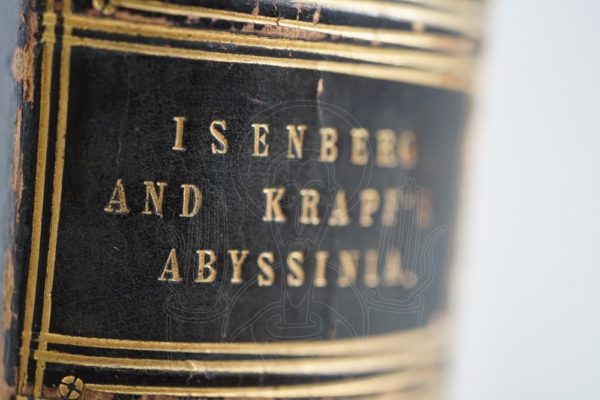 ISENBERG
AND KRAPF'S
ABYSSINIA.